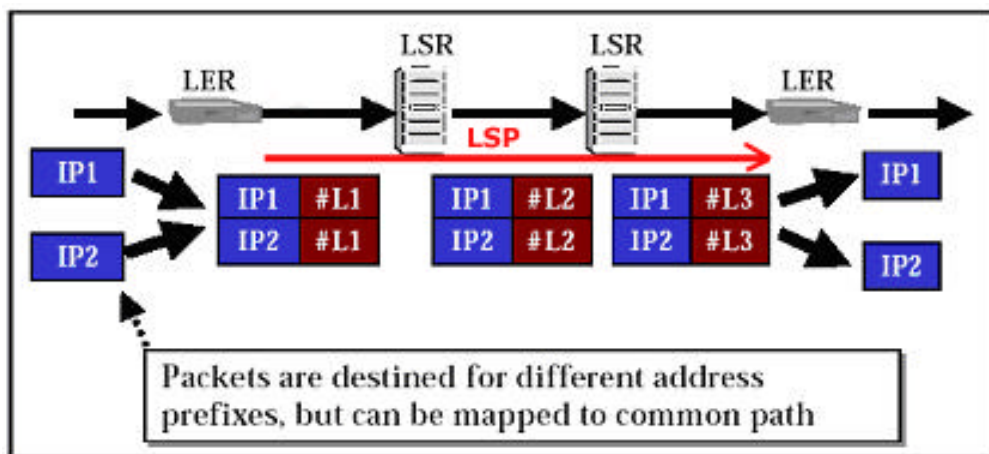 LSR LSR
LER LER
LSP
IP1 IP1 #L1 IP1 #L2 IP1 #L3 IP1
IP2 IP2 #L1 IP2 #L2 IP2 #L3 IP2
Packets are destined for different address
prefixes, but can be mapped to common path